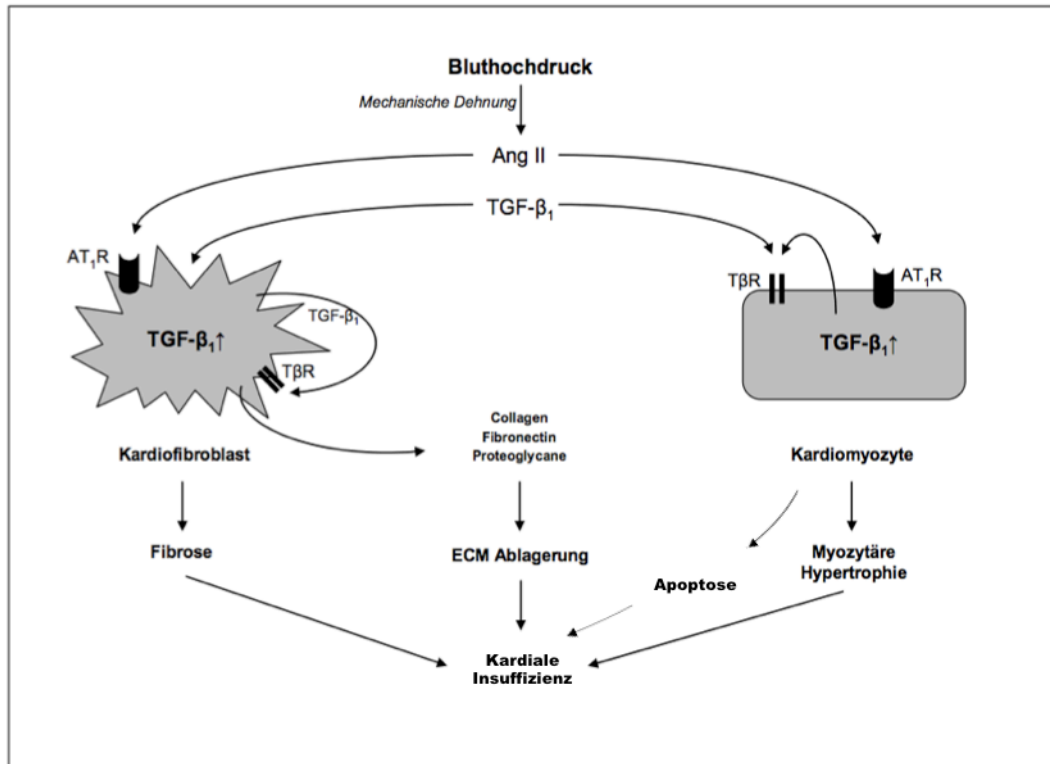 Bluthochdruck
Mechanische Dehnung
Ang II
TGF-β₁
AT₁R
TGF-β₁↑
TGF-β₁
TβR
Kardiofibroblast
Fibrose
Collagen
Fibronectin
Proteoglycane
ECM Ablagerung
TβR
AT₁R
TGF-β₁↑
Kardiomyozyte
Apoptose
Myozytäre
Hypertrophie
Kardiale
Insuffizienz